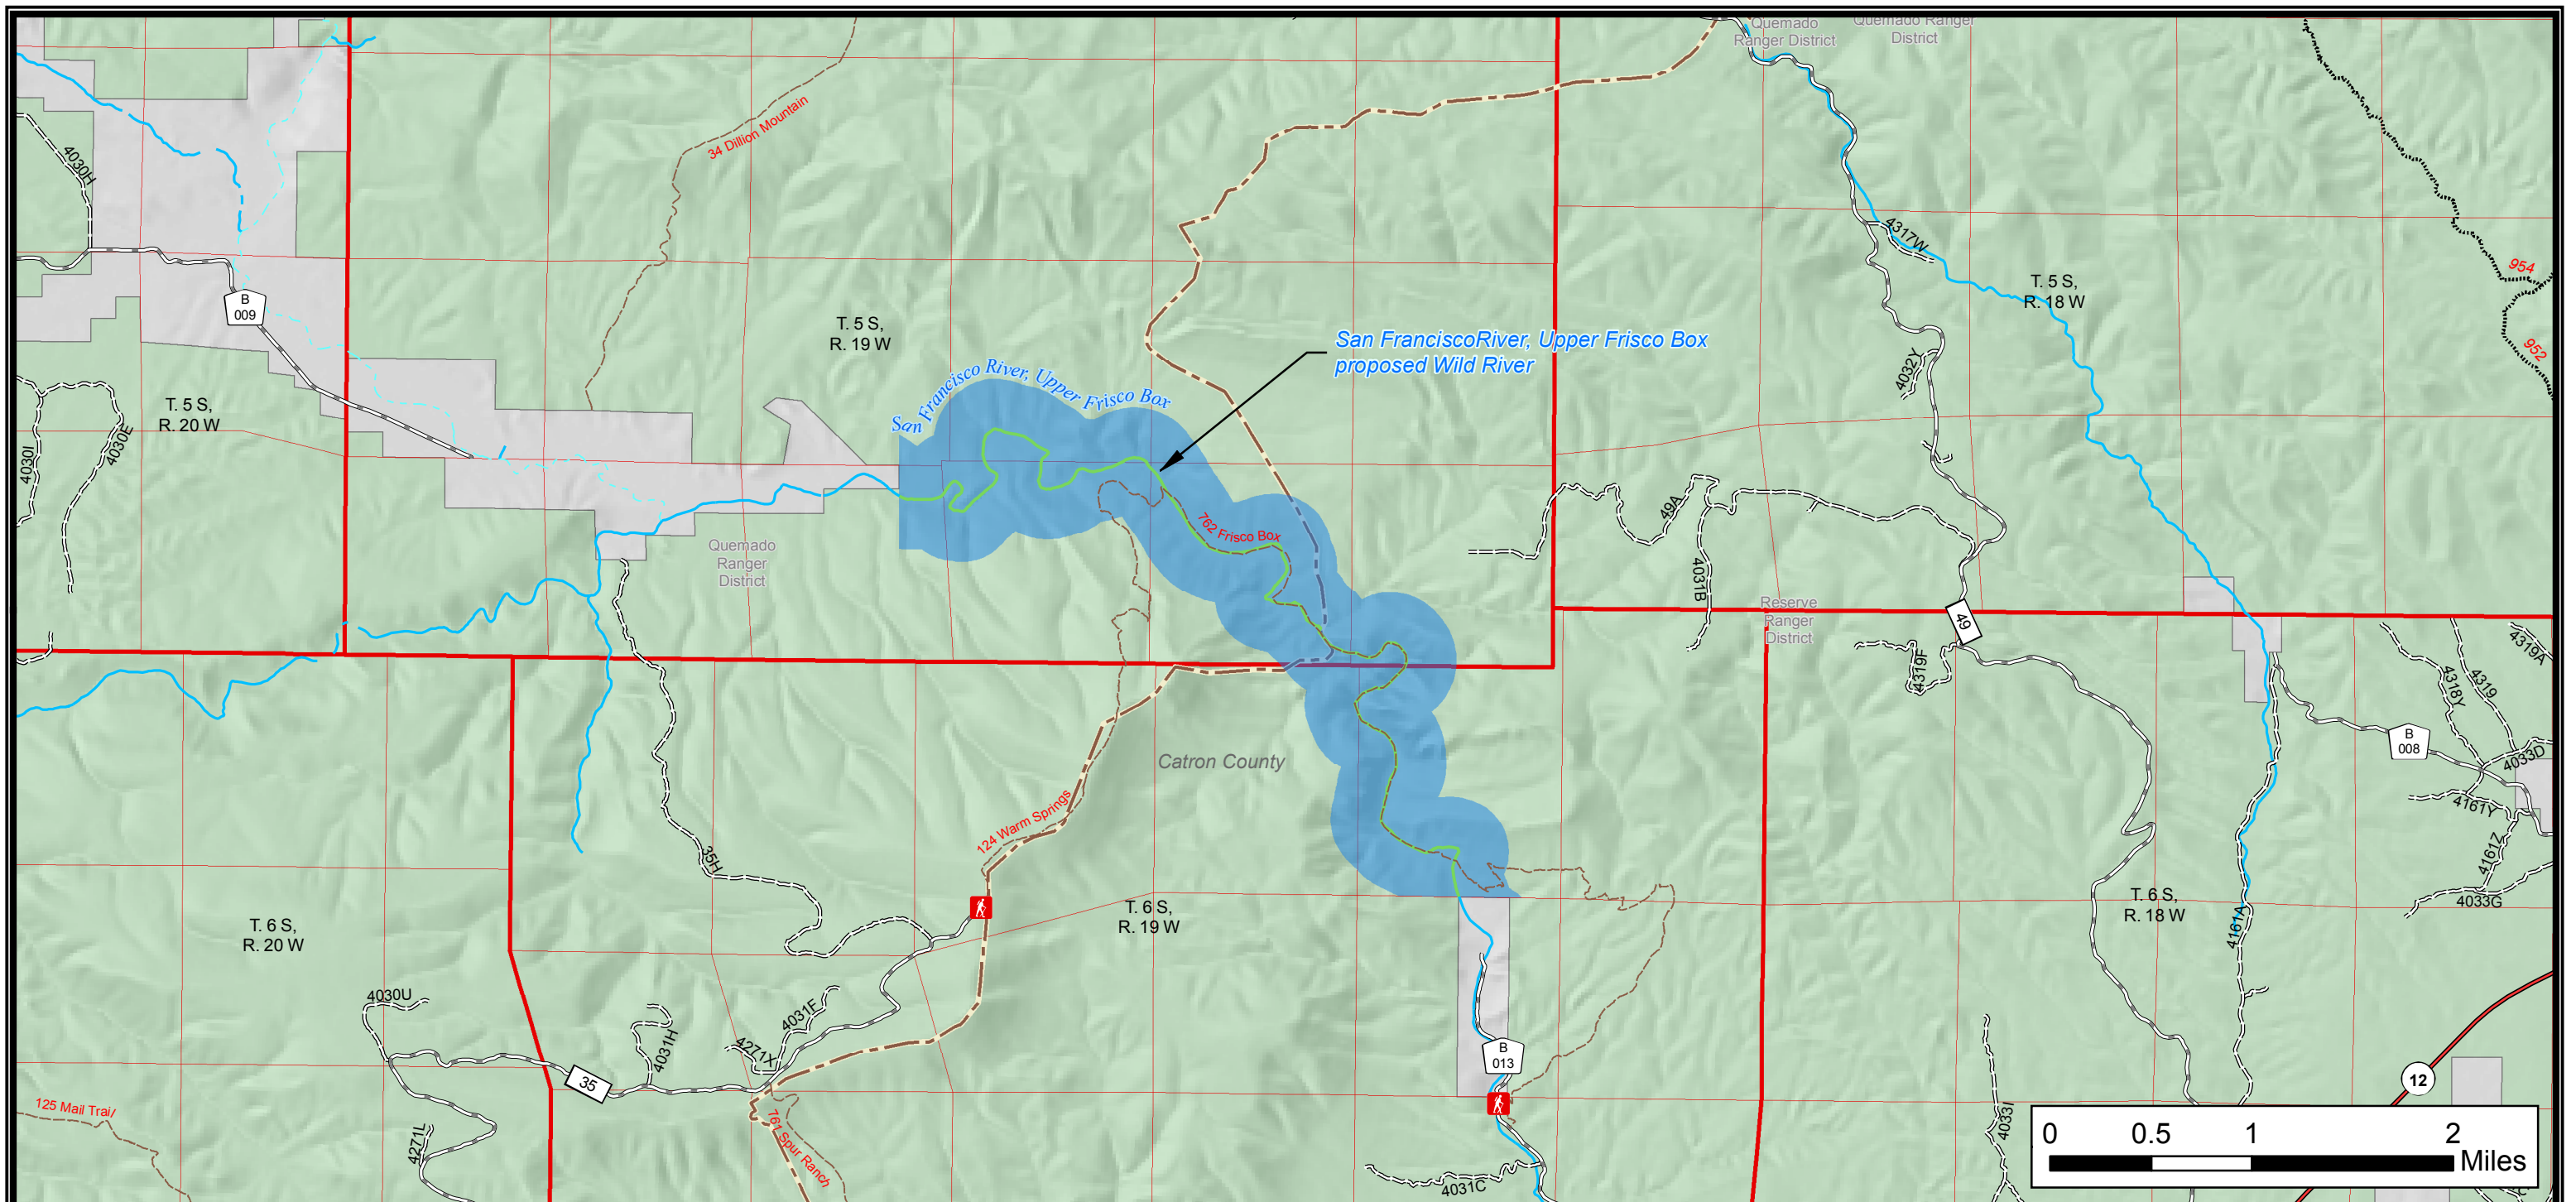 Quemado
Ranger District
Quemado Ranger
District
34 Dillion Mountain
4030H
4317W
954
952
B
009
T. 5 S,
R. 19 W
T. 5 S,
R. 18 W
San FranciscoRiver, Upper Frisco Box
proposed Wild River
San Francisco River, Upper Frisco Box
4032Y
T. 5 S,
R. 20 W
4030I
4030E
49A
762 Frisco Box
Quemado
Ranger
District
4031B
Reserve
Ranger
District
49
4319F
4319A
4319
4318Y
B
008
4033D
Catron County
4161Y
124 Warm Springs
35H
4161Z
4033G
T. 6 S,
R. 20 W
T. 6 S,
R. 19 W
T. 6 S,
R. 18 W
4161A
4030U
4031F
4031H
4271X
B
013
35
12
125 Mail Trail
4271L
761 Spur Ranch
4033I
4031C
0 0.5 1 2
Miles